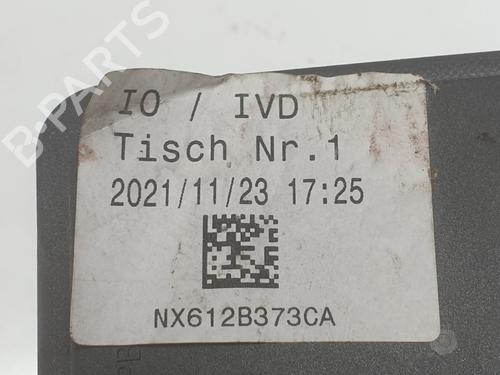 B-PARTS
IO / IVD
Tisch Nr.1
2021/11/23 17:25
NX612B373CA